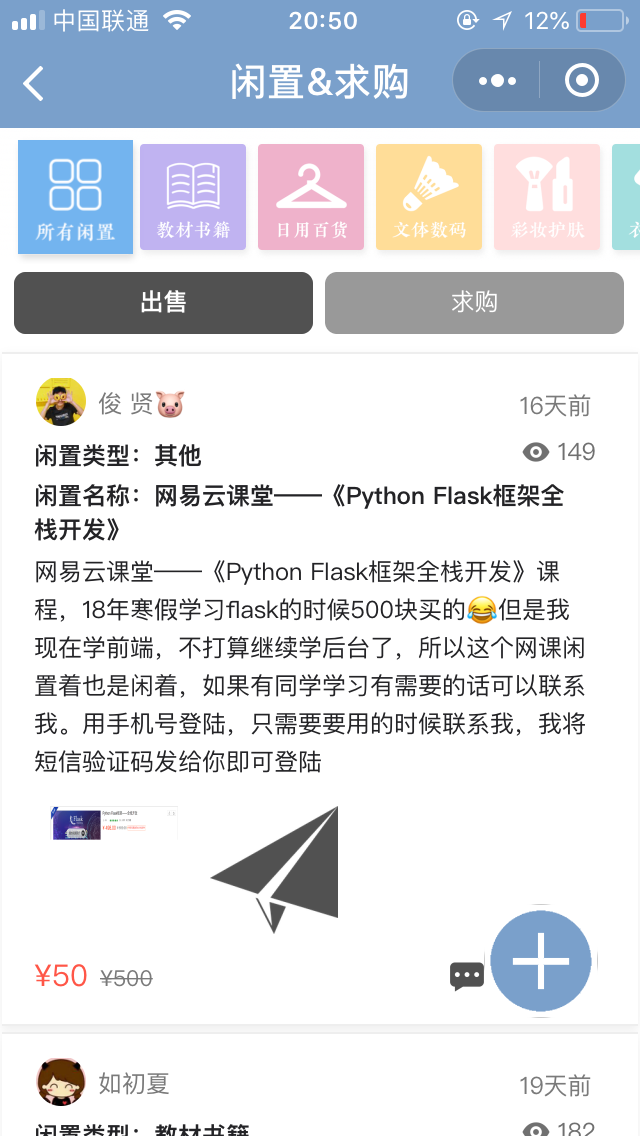 中国联通 20:50 12%
闲置&求购
所有闲置 教材书籍 日用百货 文体数码 彩妆护肤
出售 求购
俊 贤🐷 16天前
闲置类型：其他 149
闲置名称：网易云课堂——《Python Flask框架全
栈开发》
网易云课堂——《Python Flask框架全栈开发》课
程，18年寒假学习flask的时候500块买的😂但是我
现在学前端，不打算继续学后台了，所以这个网课闲
置着也是闲着，如果有同学学习有需要的话可以联系
我。用手机号登陆，只需要要用的时候联系我，我将
短信验证码发给你即可登陆
¥50 ¥500
如初夏 19天前
闲置类型：教材书籍 182